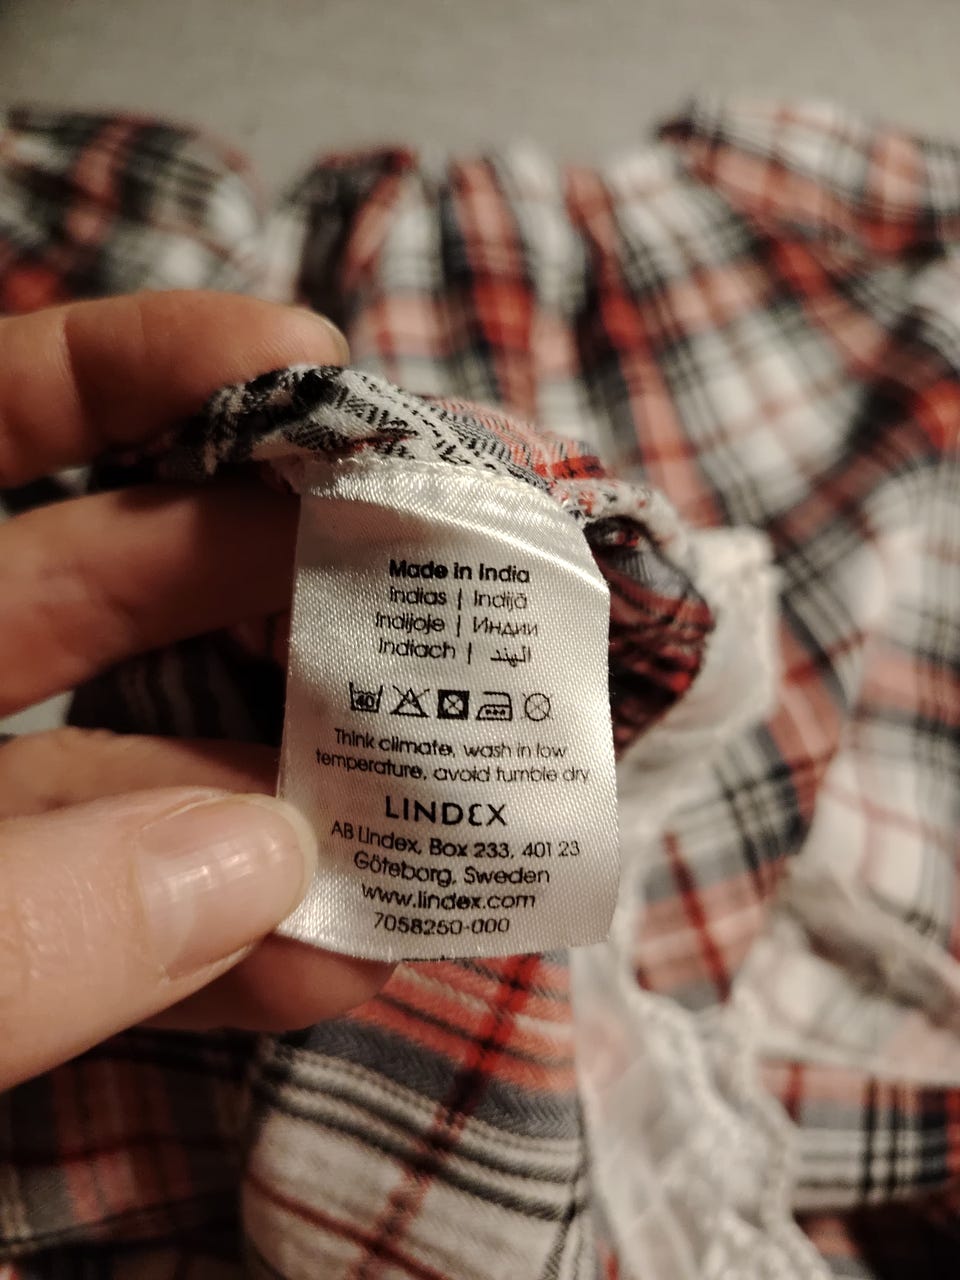 Made in India
Indias | Indijā
Indijoje | Индии
Indiach | الهند
40
Think climate, wash in low
temperature, avoid tumble dry
LINDEX
AB Lindex, Box 233, 401 23
Göteborg, Sweden
www.lindex.com
7058250-000